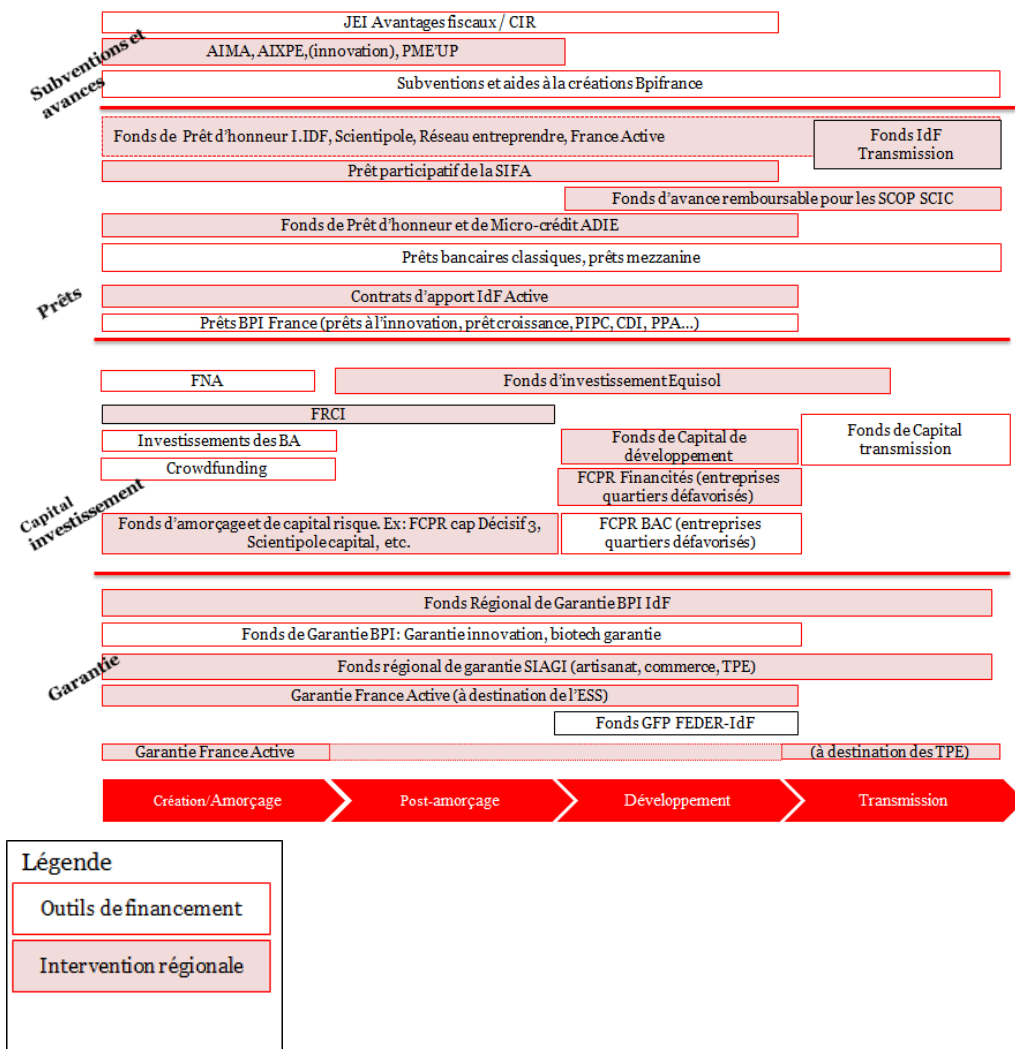 Subventions et
avances
JEI Avantages fiscaux / CIR
AIMA, AIXPE,(innovation), PME'UP
Subventions et aides à la créations Bpifrance
Prêts
Fonds de Prêt d'honneur I.IDF, Scientipole, Réseau entreprendre, France Active
Fonds IdF
Transmission
Prêt participatif de la SIFA
Fonds d'avance remboursable pour les SCOP SCIC
Fonds de Prêt d'honneur et de Micro-crédit ADIE
Prêts bancaires classiques, prêts mezzanine
Contrats d'apport IdF Active
Prêts BPI France (prêts à l'innovation, prêt croissance, PIPC, CDI, PPA...)
Capital
investissement
FNA
Fonds d'investissement Equisol
FRCI
Investissements des BA
Fonds de Capital de
développement
Fonds de Capital
transmission
Crowdfunding
FCPR Financités (entreprises
quartiers défavorisés)
Fonds d'amorçage et de capital risque. Ex: FCPR cap Décisif 3,
Scientipole capital, etc.
FCPR BAC (entreprises
quartiers défavorisés)
Garantie
Fonds Régional de Garantie BPI IdF
Fonds de Garantie BPI: Garantie innovation, biotech garantie
Fonds régional de garantie SIAGI (artisanat, commerce, TPE)
Garantie France Active (à destination de l'ESS)
Fonds GFP FEDER-IdF
Garantie France Active
(à destination des TPE)
Création/Amorçage
Post-amorçage
Développement
Transmission
Légende
Outils de financement
Intervention régionale